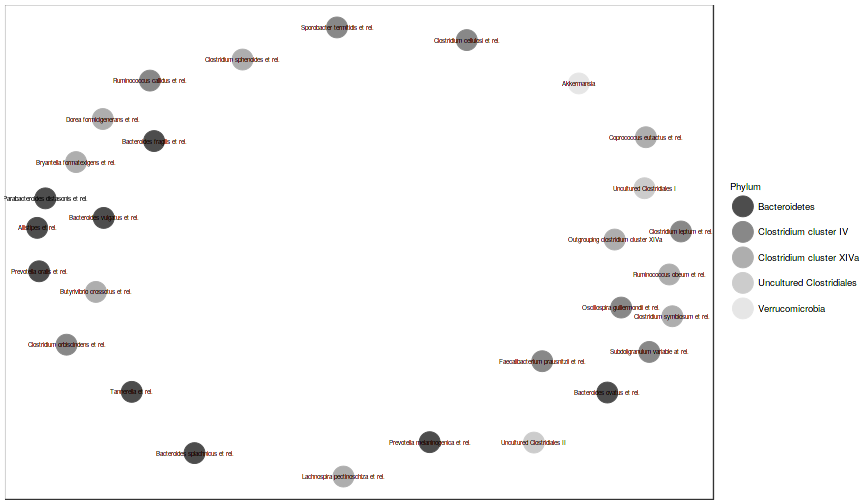 Sporobacter termitidis et rel.
Clostridium cellulosi et rel.
Clostridium sphenoides et rel.
Ruminococcus callidus et rel.
Akkermansia
Dorea formicigenerans et rel.
Bacteroides fragilis et rel.
Coprococcus eutactus et rel.
Bryantella formatexigens et rel.
Uncultured Clostridiales I
Parabacteroides distasonis et rel.
Bacteroides vulgatus et rel.
Allistipes et rel.
Clostridium leptum et rel.
Outgrouping clostridium cluster XIVa
Prevotella oralis et rel.
Ruminococcus obeum et rel.
Butyrivibrio crossotus et rel.
Oscillospira guillermondii et rel.
Clostridium symbiosum et rel.
Clostridium orbiscindens et rel.
Subdoligranulum variable at rel.
Faecalibacterium prausnitzii et rel.
Tannerella et rel.
Bacteroides ovatus et rel.
Prevotella melaninogenica et rel.
Uncultured Clostridiales II
Bacteroides splachnicus et rel.
Lachnospira pectinoschiza et rel.
Phylum
Bacteroidetes
Clostridium cluster IV
Clostridium cluster XIVa
Uncultured Clostridiales
Verrucomicrobia